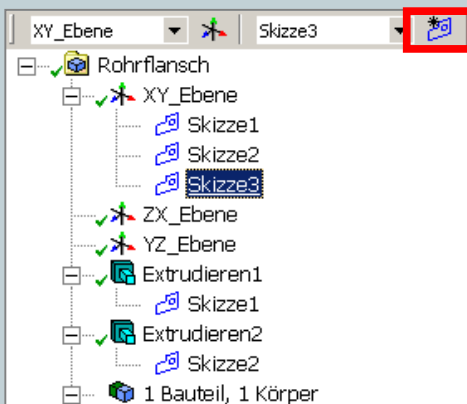 XY_Ebene Skizze3
Rohrflansch
XY_Ebene
Skizze1
Skizze2
Skizze3
ZX_Ebene
YZ_Ebene
Extrudieren1
Skizze1
Extrudieren2
Skizze2
1 Bauteil, 1 Körper